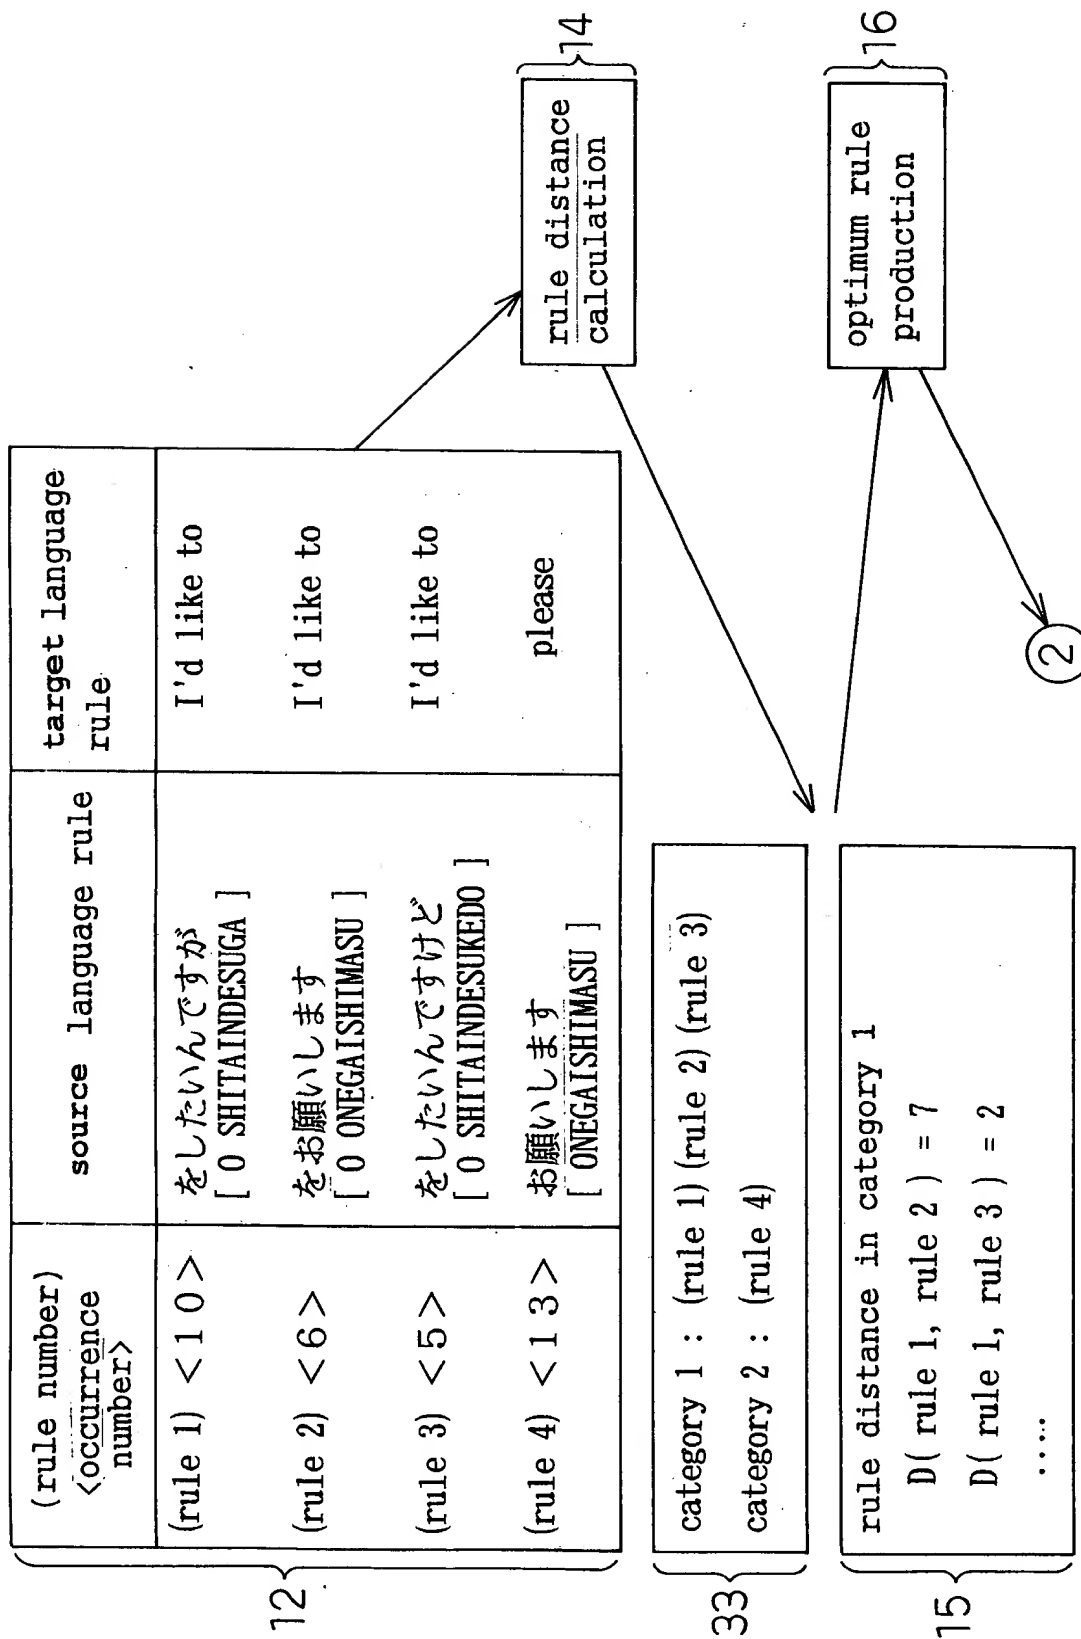 (rule number)
<occurrence
number>
source language rule
target language
rule
(rule 1) <10>
をしたいんですが
[ O SHITAINDESUGA ]
I'd like to
(rule 2) <6>
をお願いします
[ O ONEGAISHIMASU ]
I'd like to
(rule 3) <5>
をしたいんですけど
[ O SHITAINDESUKEDO ]
I'd like to
(rule 4) <13>
お願いします
[ ONEGAISHIMASU ]
please
12
rule distance
calculation
14
category 1 : (rule 1)(rule 2)(rule 3)
category 2 : (rule 4)
33
rule distance in category 1
D( rule 1, rule 2 ) = 7
D( rule 1, rule 3 ) = 2
.....
15
optimum rule
production
16
2